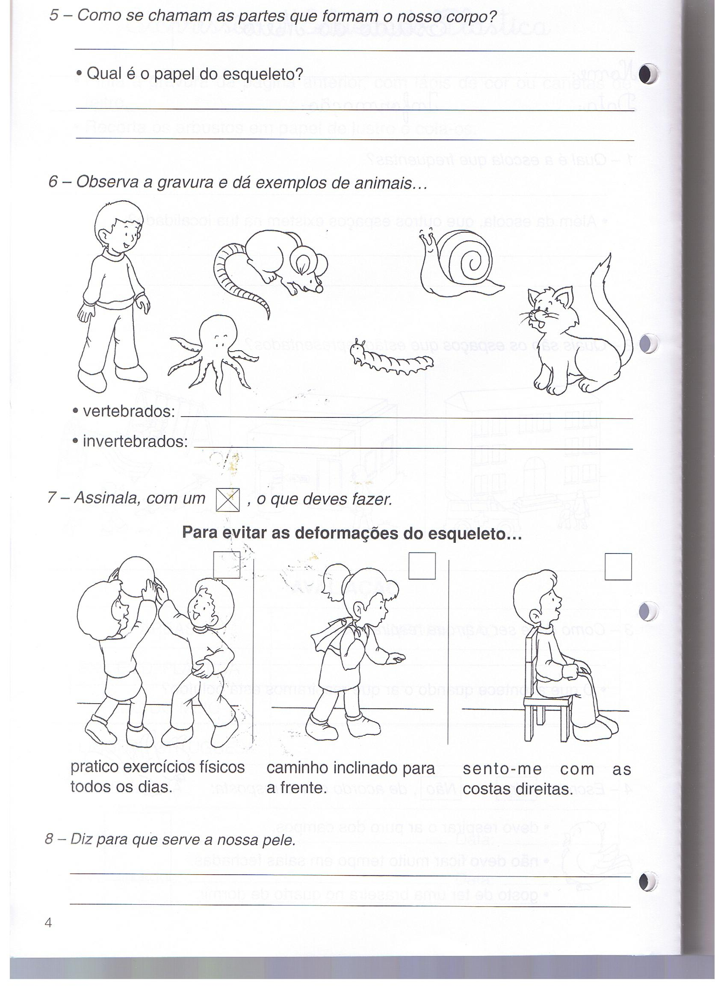 5 – Como se chamam as partes que formam o nosso corpo?
• Qual é o papel do esqueleto?
6 – Observa a gravura e dá exemplos de animais...
• vertebrados:
• invertebrados:
7 – Assinala, com um , o que deves fazer.
Para evitar as deformações do esqueleto...
pratico exercícios físicos
todos os dias.
caminho inclinado para
a frente.
sento-me com as
costas direitas.
8 – Diz para que serve a nossa pele.
4